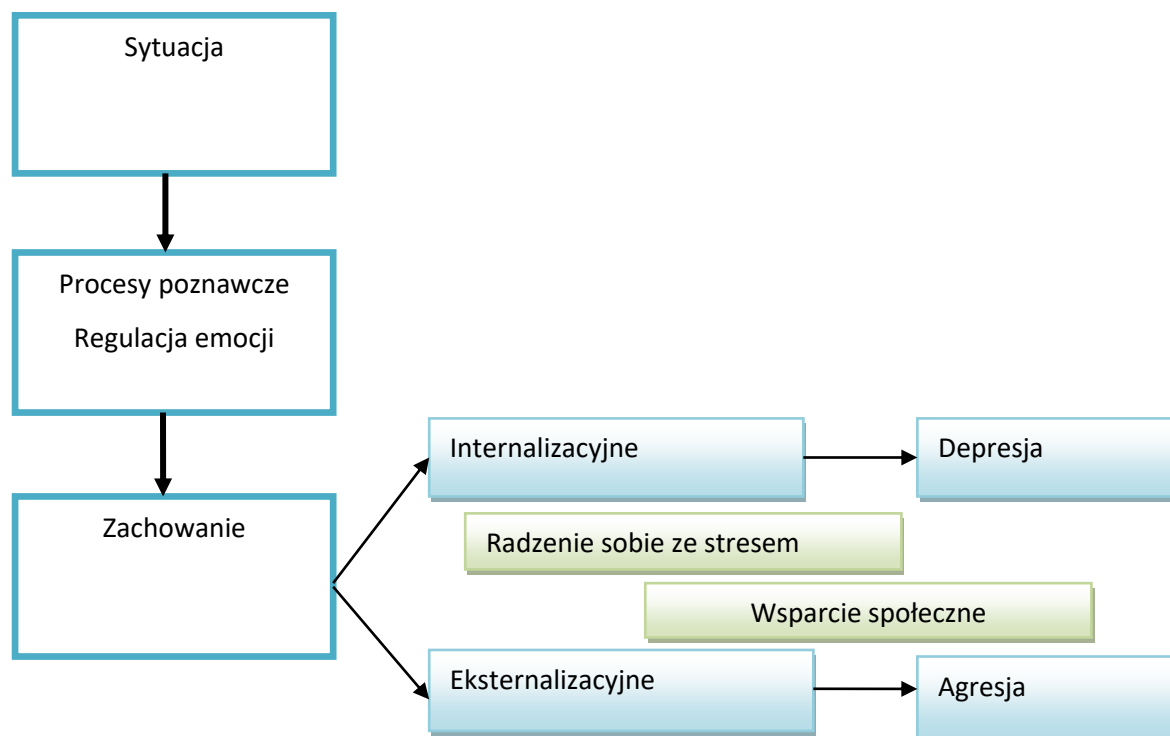 Sytuacja
Procesy poznawcze
Regulacja emocji
Zachowanie
Internalizacyjne
Depresja
Radzenie sobie ze stresem
Wsparcie społeczne
Eksternalizacyjne
Agresja